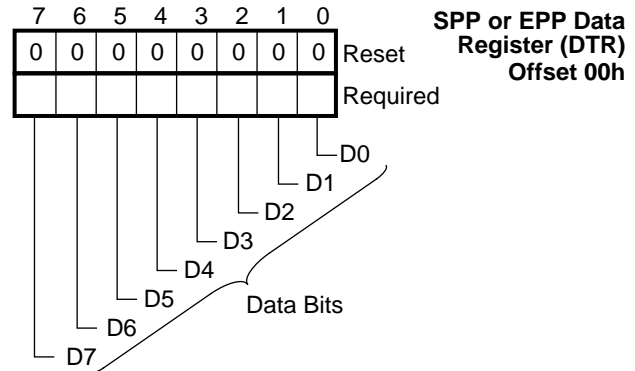 7 6 5 4 3 2 1 0
SPP or EPP Data
Register (DTR)
Offset 00h
0 0 0 0 0 0 0 0 Reset
Required
D0
D1
D2
D3
D4
D5
D6
D7
Data Bits